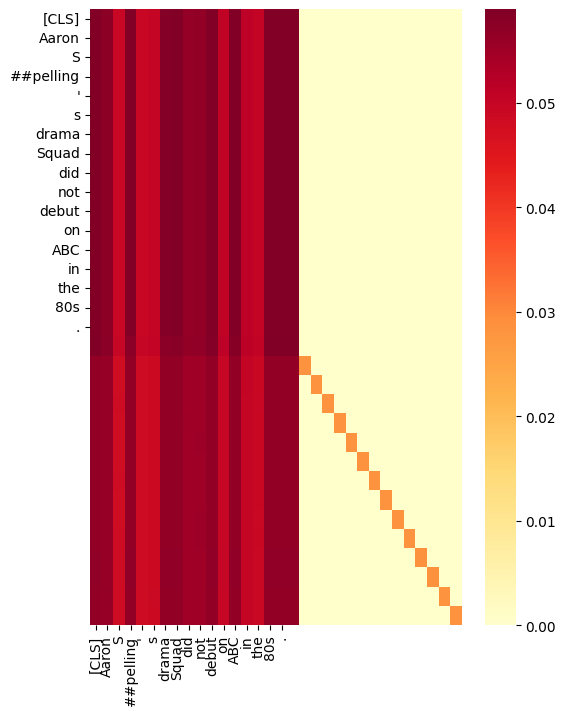 [CLS]
Aaron
S
##pelling
'
s
drama
Squad
did
not
debut
on
ABC
in
the
80s
.
0.05
0.04
0.03
0.02
0.01
0.00
[CLS]
Aaron
S
##pelling
'
s
drama
Squad
did
not
debut
on
ABC
in
the
80s
.